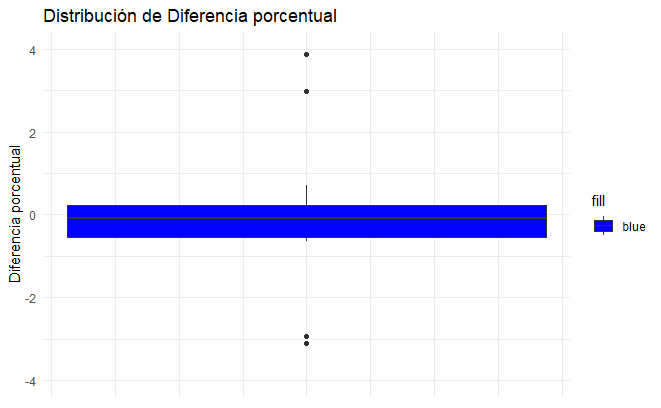 Distribución de Diferencia porcentual
Diferencia porcentual
4
2
0
-2
-4
fill
blue